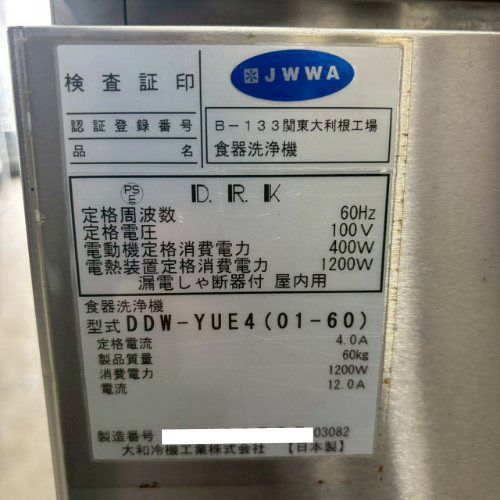 検査証印
JWWA
認証登録番号 B-133関東大利根工場
品名 食器洗浄機
PS E D.R.K
定格周波数 60Hz
定格電圧 100V
電動機定格消費電力 400W
電熱装置定格消費電力 1200W
漏電しゃ断器付 屋内用
食器洗浄機
型式 DDW-YUE4(01-60)
定格電流 4.0A
製品質量 60kg
消費電力 1200W
電流 12.0A
製造番号 03082
大和冷機工業株式会社 【日本製】